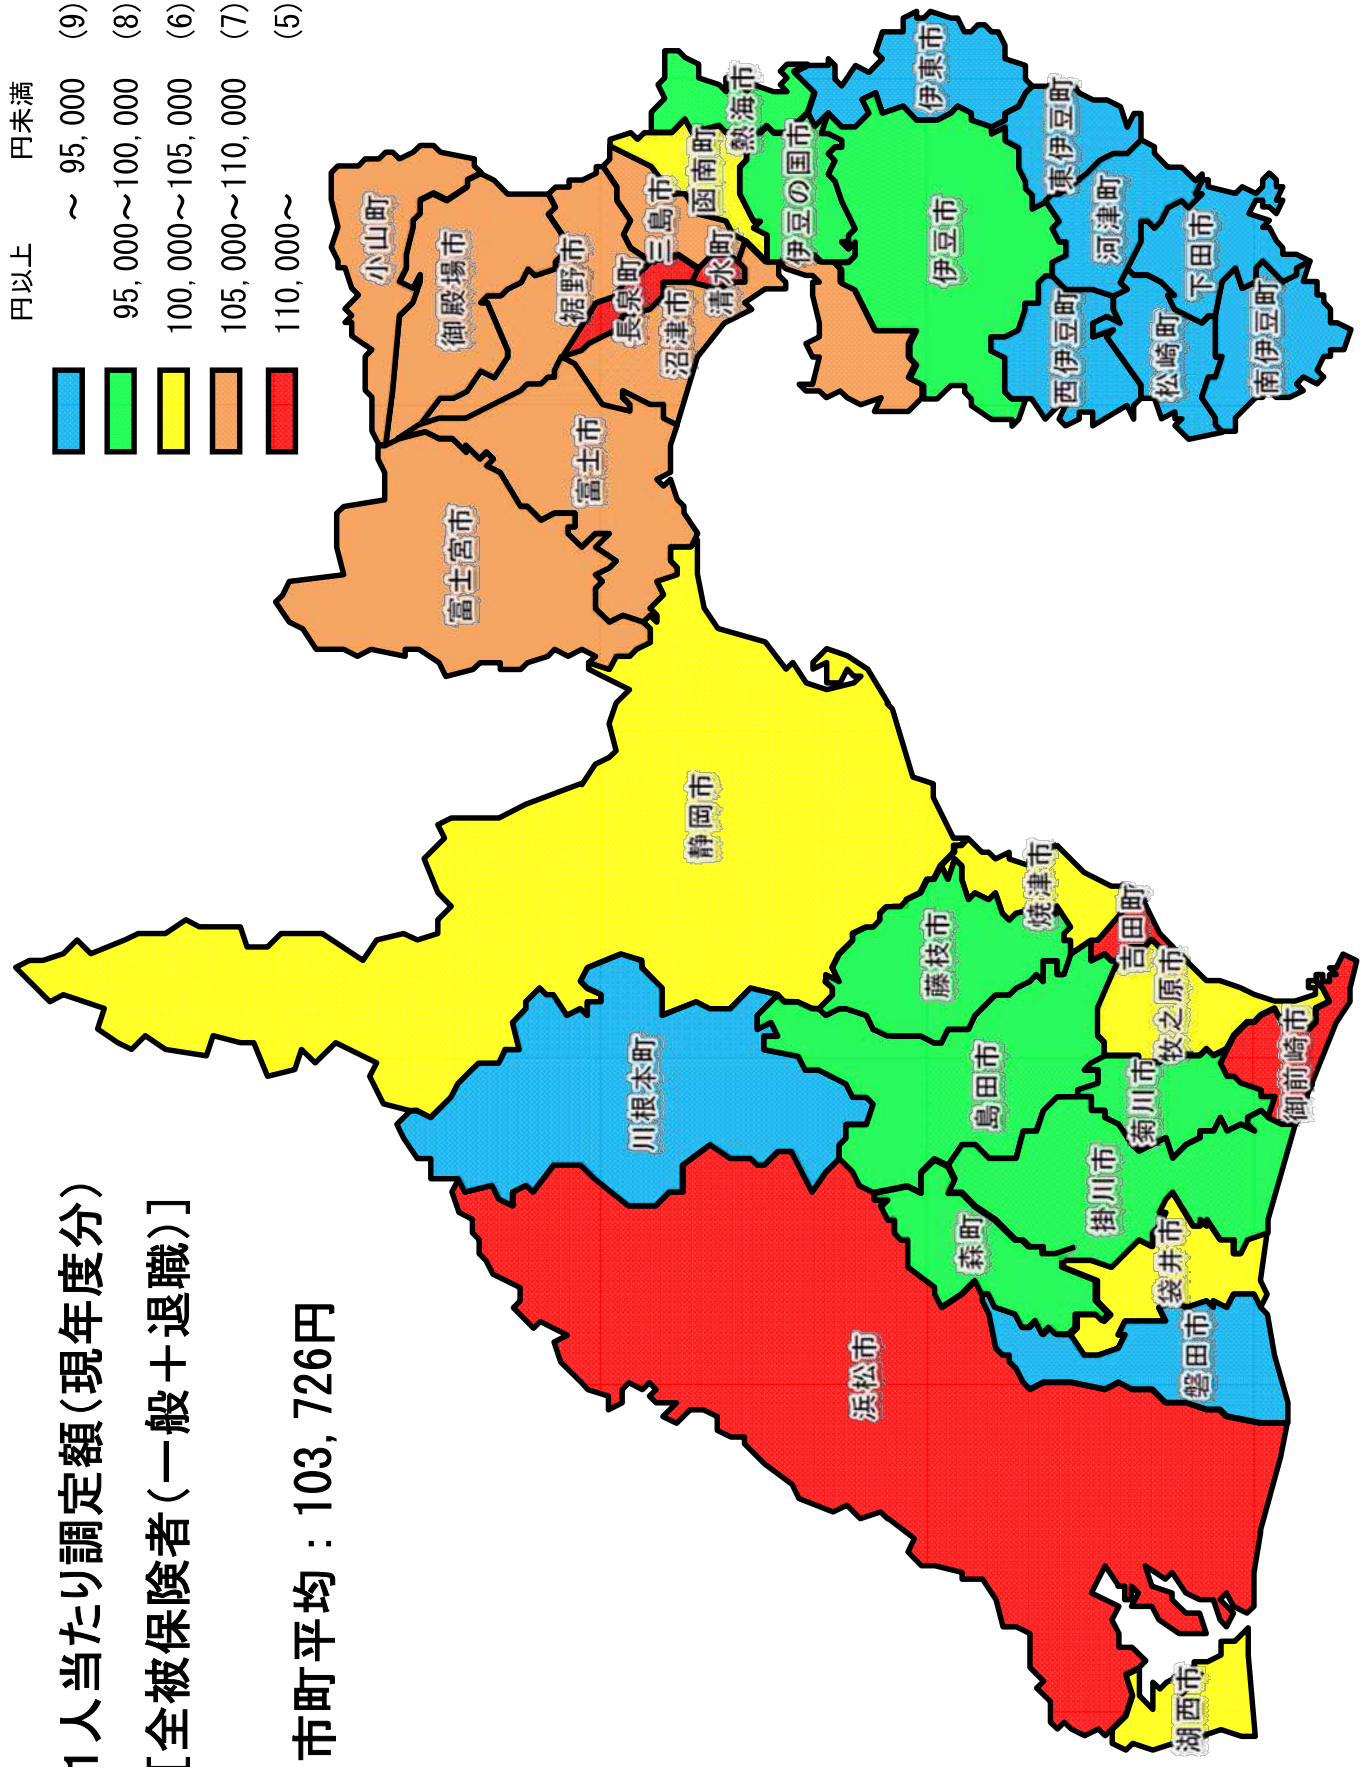 1人当たり調定額(現年度分)
[全被保険者(一般+退職)]
市町平均:103,726円
円以上 円未満
～ 95,000 (9)
95,000～100,000 (8)
100,000～105,000 (6)
105,000～110,000 (7)
110,000～ (5)
小山町
御殿場市
裾野市
富士宮市
富士市
長泉町
三島市
沼津市
清水町
函南町
熱海市
伊豆の国市
伊豆市
伊東市
東伊豆町
河津町
西伊豆町
松崎町
下田市
南伊豆町
静岡市
川根本町
藤枝市
焼津市
島田市
吉田町
牧之原市
御前崎市
菊川市
掛川市
森町
袋井市
磐田市
浜松市
湖西市